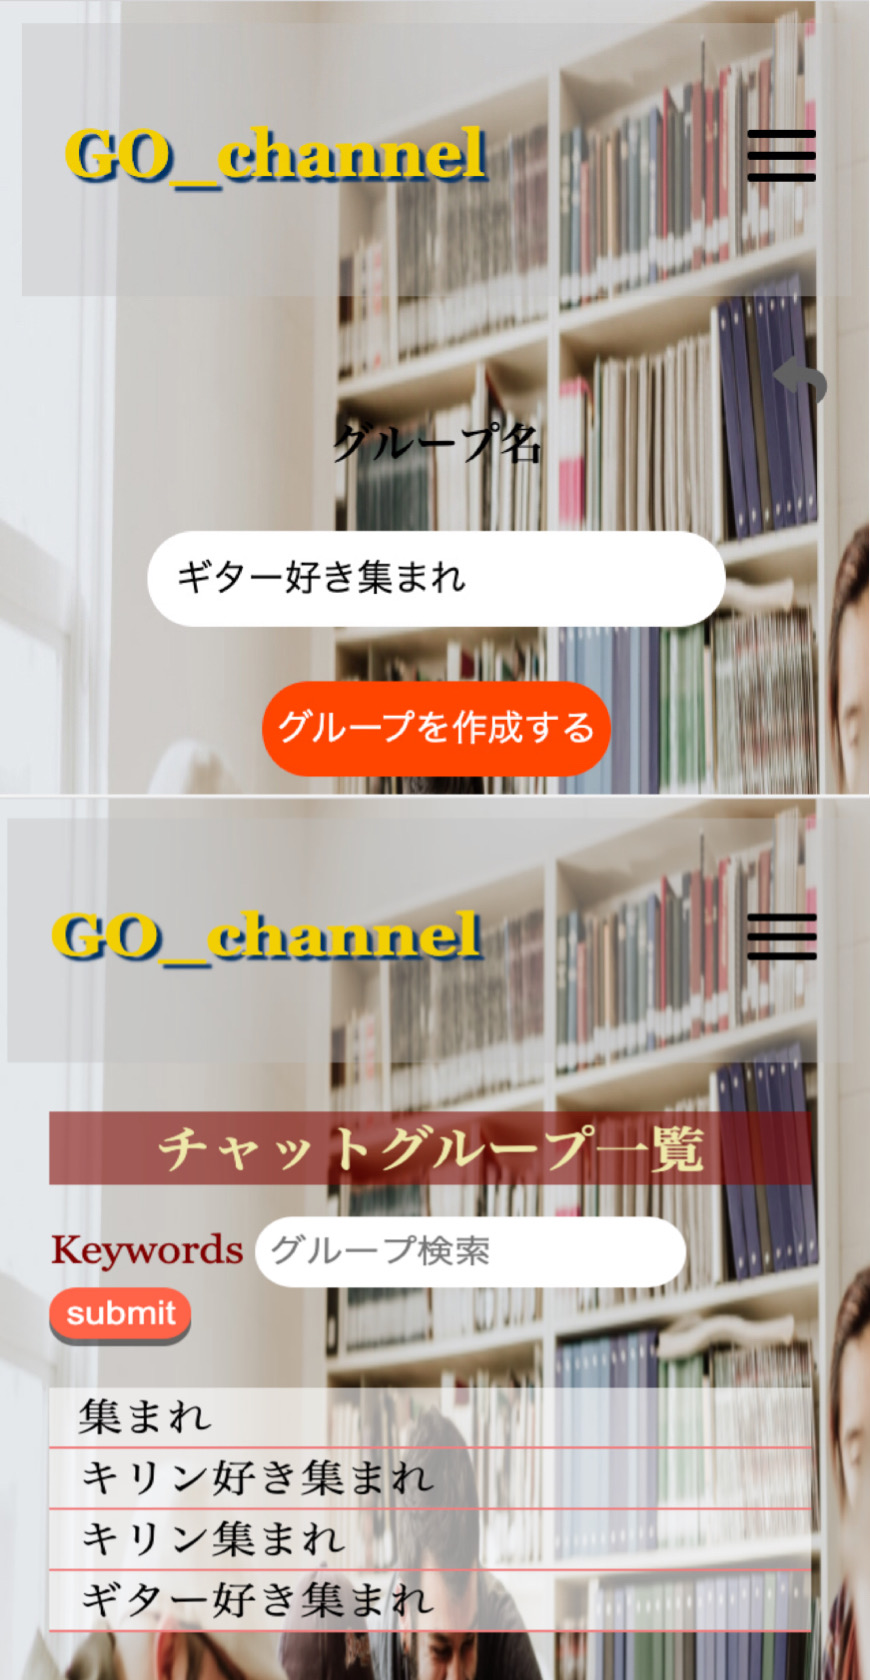 GO_channel
グループ名
ギター好き集まれ
グループを作成する
GO_channel
チャットグループ一覧
Keywords グループ検索
submit
集まれ
キリン好き集まれ
キリン集まれ
ギター好き集まれ